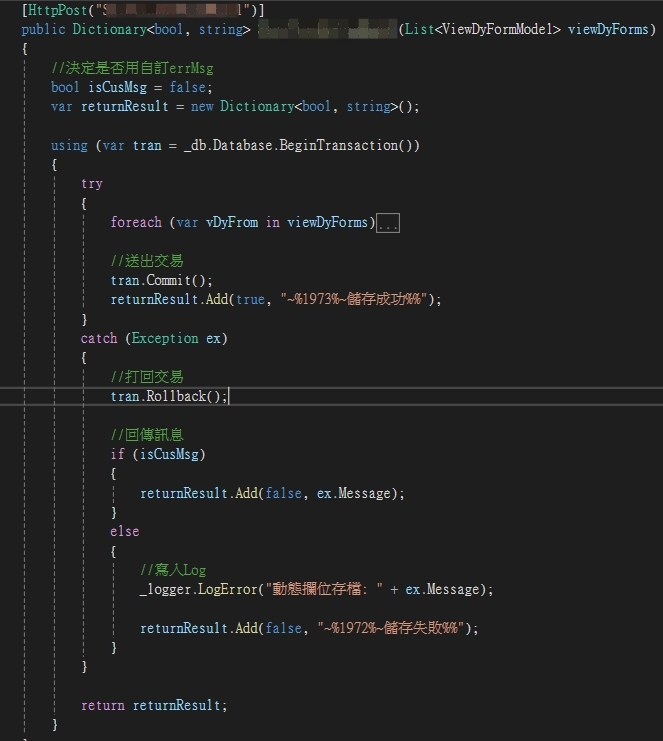 [HttpPost("S l")]
public Dictionary<bool, string> (List<ViewDyFormModel> viewDyForms)
{
//決定是否用自訂errMsg
bool isCusMsg = false;
var returnResult = new Dictionary<bool, string>();
using (var tran = _db.Database.BeginTransaction())
{
try
{
foreach (var vDyFrom in viewDyForms)...
//送出交易
tran.Commit();
returnResult.Add(true, "~%1973%~儲存成功%%");
}
catch (Exception ex)
{
//打回交易
tran.Rollback();
//回傳訊息
if (isCusMsg)
{
returnResult.Add(false, ex.Message);
}
else
{
//寫入Log
_logger.LogError("動態欄位存檔: " + ex.Message);
returnResult.Add(false, "~%1972%~儲存失敗%%");
}
}
return returnResult;
}